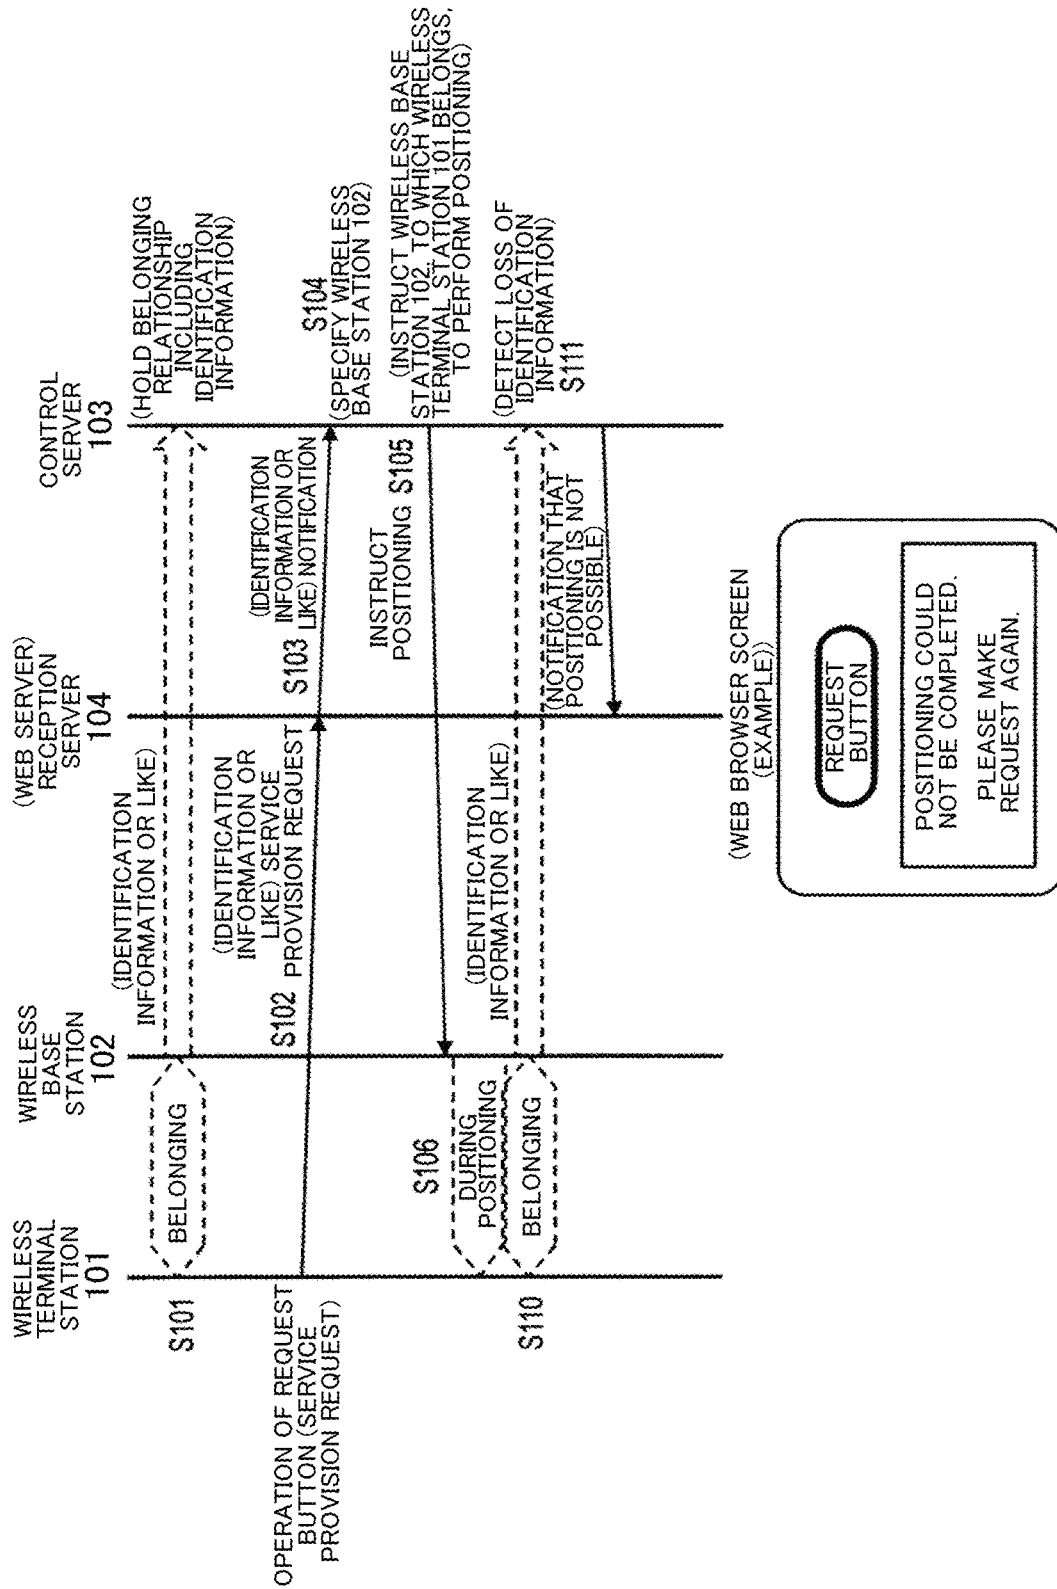 WIRELESS
TERMINAL
STATION
101
WIRELESS
BASE
STATION
102
(WEB SERVER)
RECEPTION
SERVER
104
CONTROL
SERVER
103
S101
BELONGING
(IDENTIFICATION
INFORMATION OR LIKE)
(HOLD BELONGING
RELATIONSHIP
INCLUDING
IDENTIFICATION
INFORMATION)
OPERATION OF REQUEST
BUTTON (SERVICE
PROVISION REQUEST)
S102
(IDENTIFICATION
INFORMATION OR
LIKE) SERVICE
PROVISION REQUEST
S103
(IDENTIFICATION
INFORMATION OR
LIKE) NOTIFICATION
S104
(SPECIFY WIRELESS
BASE STATION 102)
INSTRUCT
POSITIONING S105
(INSTRUCT WIRELESS BASE
STATION 102, TO WHICH WIRELESS
TERMINAL STATION 101 BELONGS,
TO PERFORM POSITIONING)
S106
DURING
POSITIONING
S110
BELONGING
(IDENTIFICATION
INFORMATION OR LIKE)
(DETECT LOSS OF
IDENTIFICATION
INFORMATION)
S111
(NOTIFICATION THAT
POSITIONING IS NOT
POSSIBLE)
(WEB BROWSER SCREEN
(EXAMPLE))
REQUEST
BUTTON
POSITIONING COULD
NOT BE COMPLETED.
PLEASE MAKE
REQUEST AGAIN.